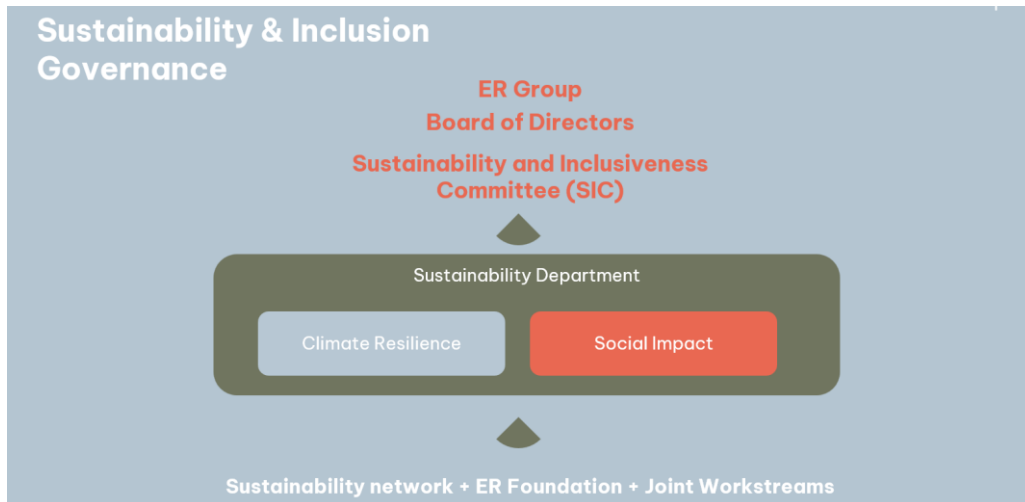 Sustainability & Inclusion
Governance
ER Group
Board of Directors
Sustainability and Inclusiveness
Committee (SIC)
Sustainability Department
Climate Resilience
Social Impact
Sustainability network + ER Foundation + Joint Workstreams